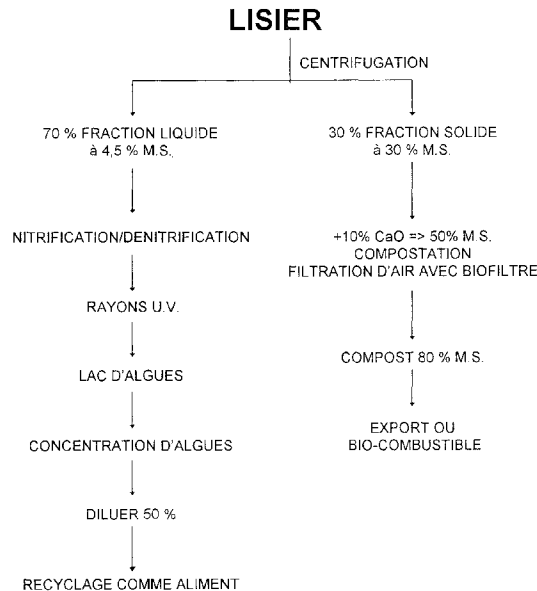 LISIER
CENTRIFUGATION
70 % FRACTION LIQUIDE
à 4,5 % M.S.
NITRIFICATION/DENITRIFICATION
RAYONS U.V.
LAC D'ALGUES
CONCENTRATION D'ALGUES
DILUER 50 %
RECYCLAGE COMME ALIMENT
30 % FRACTION SOLIDE
à 30 % M.S.
+10% CaO => 50% M.S.
COMPOSTATION
FILTRATION D'AIR AVEC BIOFILTRE
COMPOST 80 % M.S.
EXPORT OU
BIO-COMBUSTIBLE